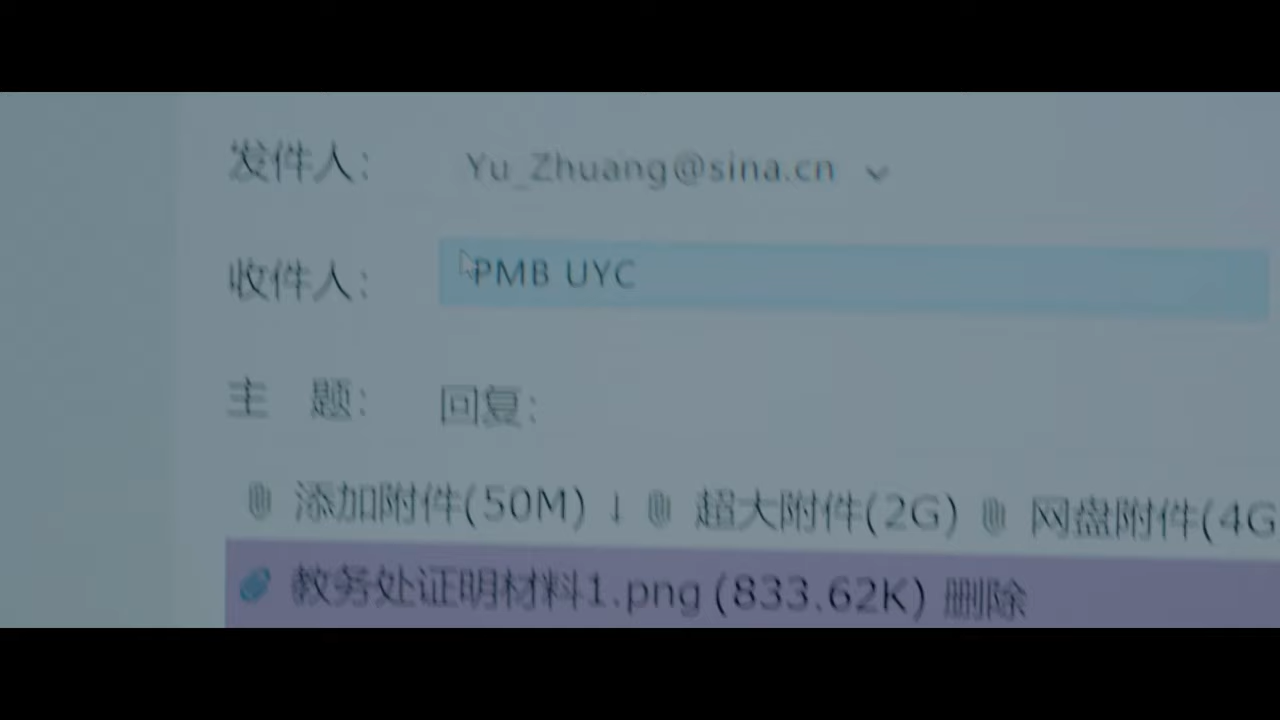 发件人: Yu_Zhuang@sina.cn
收件人: PMB UYC
主 题: 回复:
添加附件(50M) ↓ 超大附件(2G) 网盘附件(4G
教务处证明材料1.png (833.62K) 删除